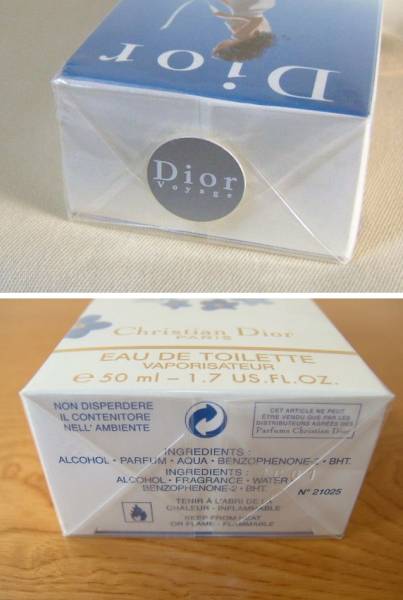 Dior
Dior
Voyage
Christian Dior
PARIS
EAU DE TOILETTE
VAPORISATEUR
e 50 ml – 1.7 US.FL.OZ.
NON DISPERDERE
IL CONTENITORE
NELL' AMBIENTE
CET ARTICLE NE PEUT
ÊTRE VENDU QUE PAR LES
DISTRIBUTEURS AGRÉÉS DES
Parfums Christian Dior
INGREDIENTS :
ALCOHOL • PARFUM • AQUA • BENZOPHENONE-2 • BHT.
INGREDIENTS :
ALCOHOL • FRAGRANCE • WATER •
BENZOPHENONE-2 • BHT.
N° 21025
TENIR À L'ABRI DE LA
CHALEUR - INFLAMMABLE
KEEP FROM HEAT
OR FLAME - FLAMMABLE